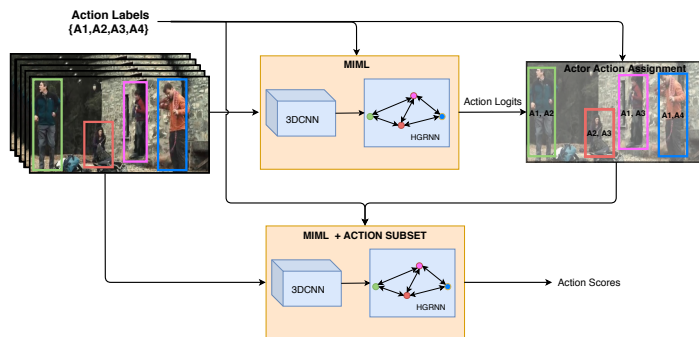 Action Labels
{A1,A2,A3,A4}
MIML
3DCNN
HGRNN
Action Logits
Actor Action Assignment
A1, A2
A2, A3
A1, A3
A1,A4
MIML + ACTION SUBSET
3DCNN
HGRNN
Action Scores